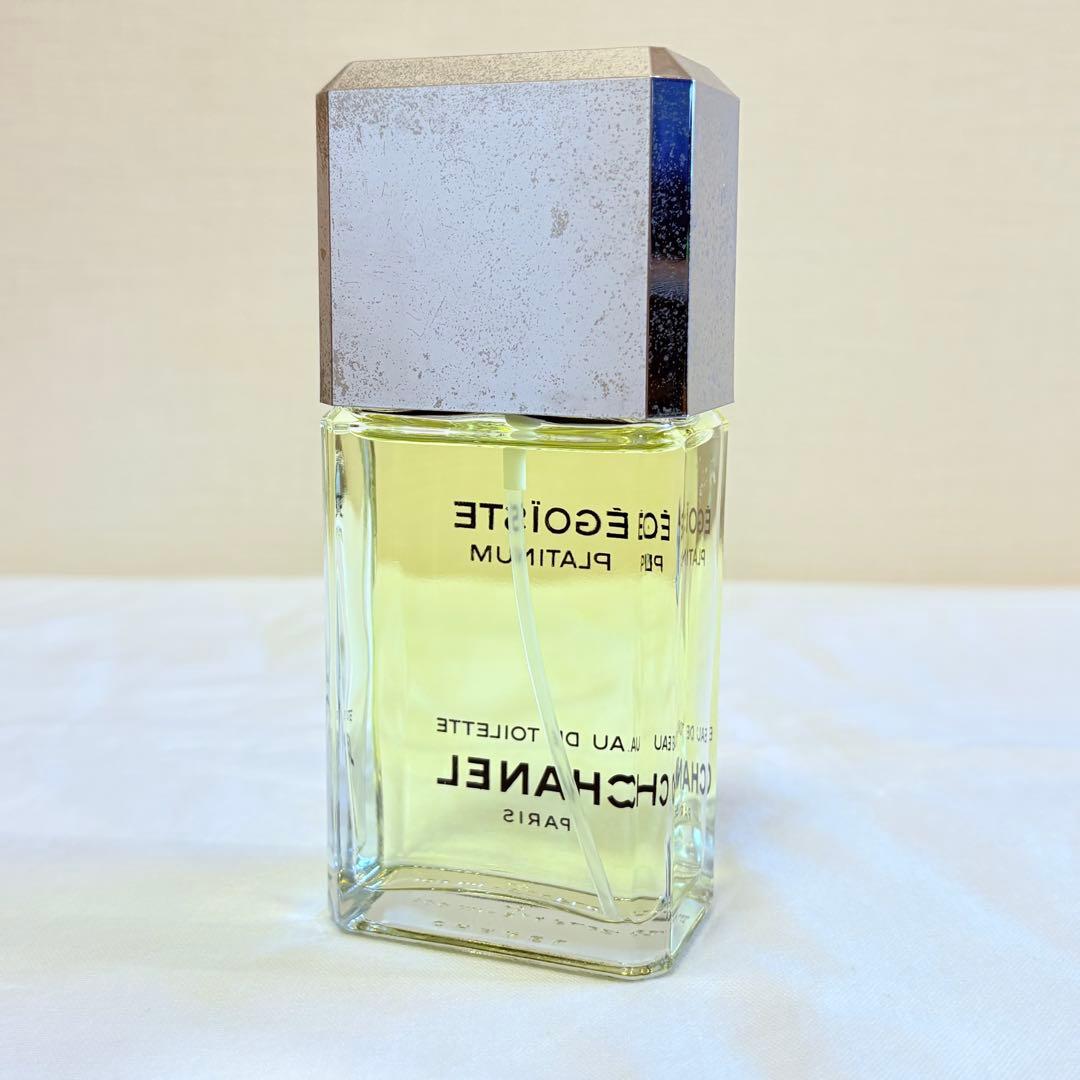 ÉGOÏSTE
PLATINUM
EAU DE TOILETTE
CHANEL
PARIS